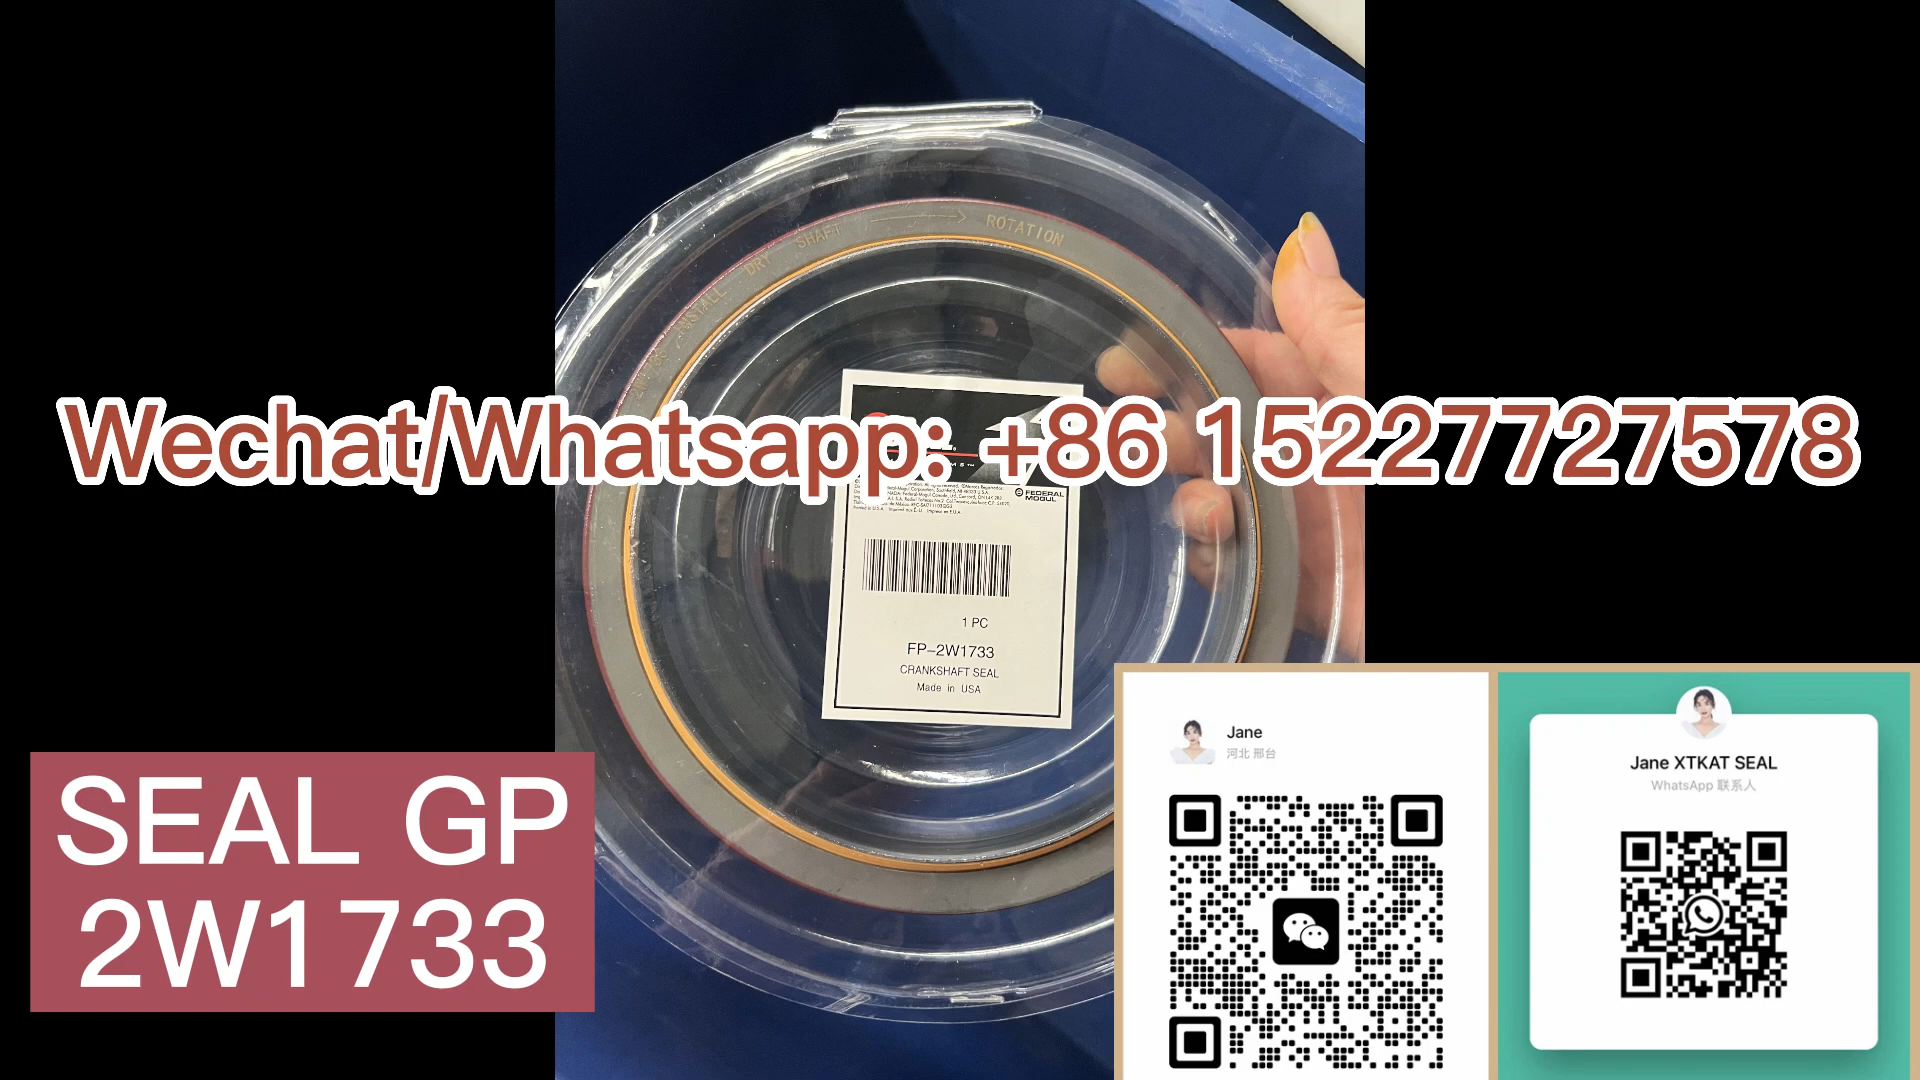 SHAFT ROTATION
INSTALL DRY
Wechat/Whatsapp: +86 15227727578
FEDERAL
MOGUL
1 PC
FP-2W1733
CRANKSHAFT SEAL
Made in USA
SEAL GP
2W1733
Jane
河北 邢台
Jane XTKAT SEAL
WhatsApp 联系人